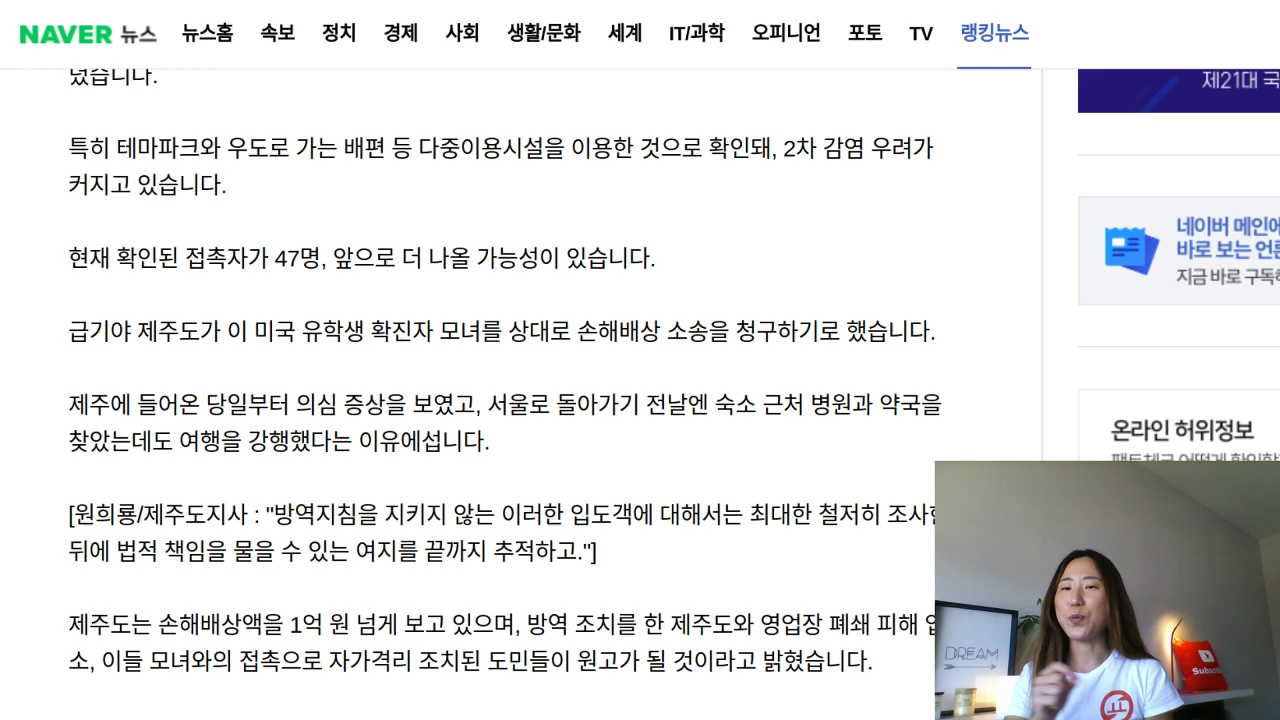 NAVER 뉴스 뉴스홈 속보 정치 경제 사회 생활/문화 세계 IT/과학 오피니언 포토 TV 랭킹뉴스
넜습니다.
제21대 국
특히 테마파크와 우도로 가는 배편 등 다중이용시설을 이용한 것으로 확인돼, 2차 감염 우려가
커지고 있습니다.
네이버 메인에
바로 보는 언론
지금 바로 구독하
현재 확인된 접촉자가 47명, 앞으로 더 나올 가능성이 있습니다.
급기야 제주도가 이 미국 유학생 확진자 모녀를 상대로 손해배상 소송을 청구하기로 했습니다.
제주에 들어온 당일부터 의심 증상을 보였고, 서울로 돌아가기 전날엔 숙소 근처 병원과 약국을
찾았는데도 여행을 강행했다는 이유에섭니다.
온라인 허위정보
[원희룡/제주도지사 : "방역지침을 지키지 않는 이러한 입도객에 대해서는 최대한 철저히 조사한
뒤에 법적 책임을 물을 수 있는 여지를 끝까지 추적하고."]
제주도는 손해배상액을 1억 원 넘게 보고 있으며, 방역 조치를 한 제주도와 영업장 폐쇄 피해 업
소, 이들 모녀와의 접촉으로 자가격리 조치된 도민들이 원고가 될 것이라고 밝혔습니다.
DREAM